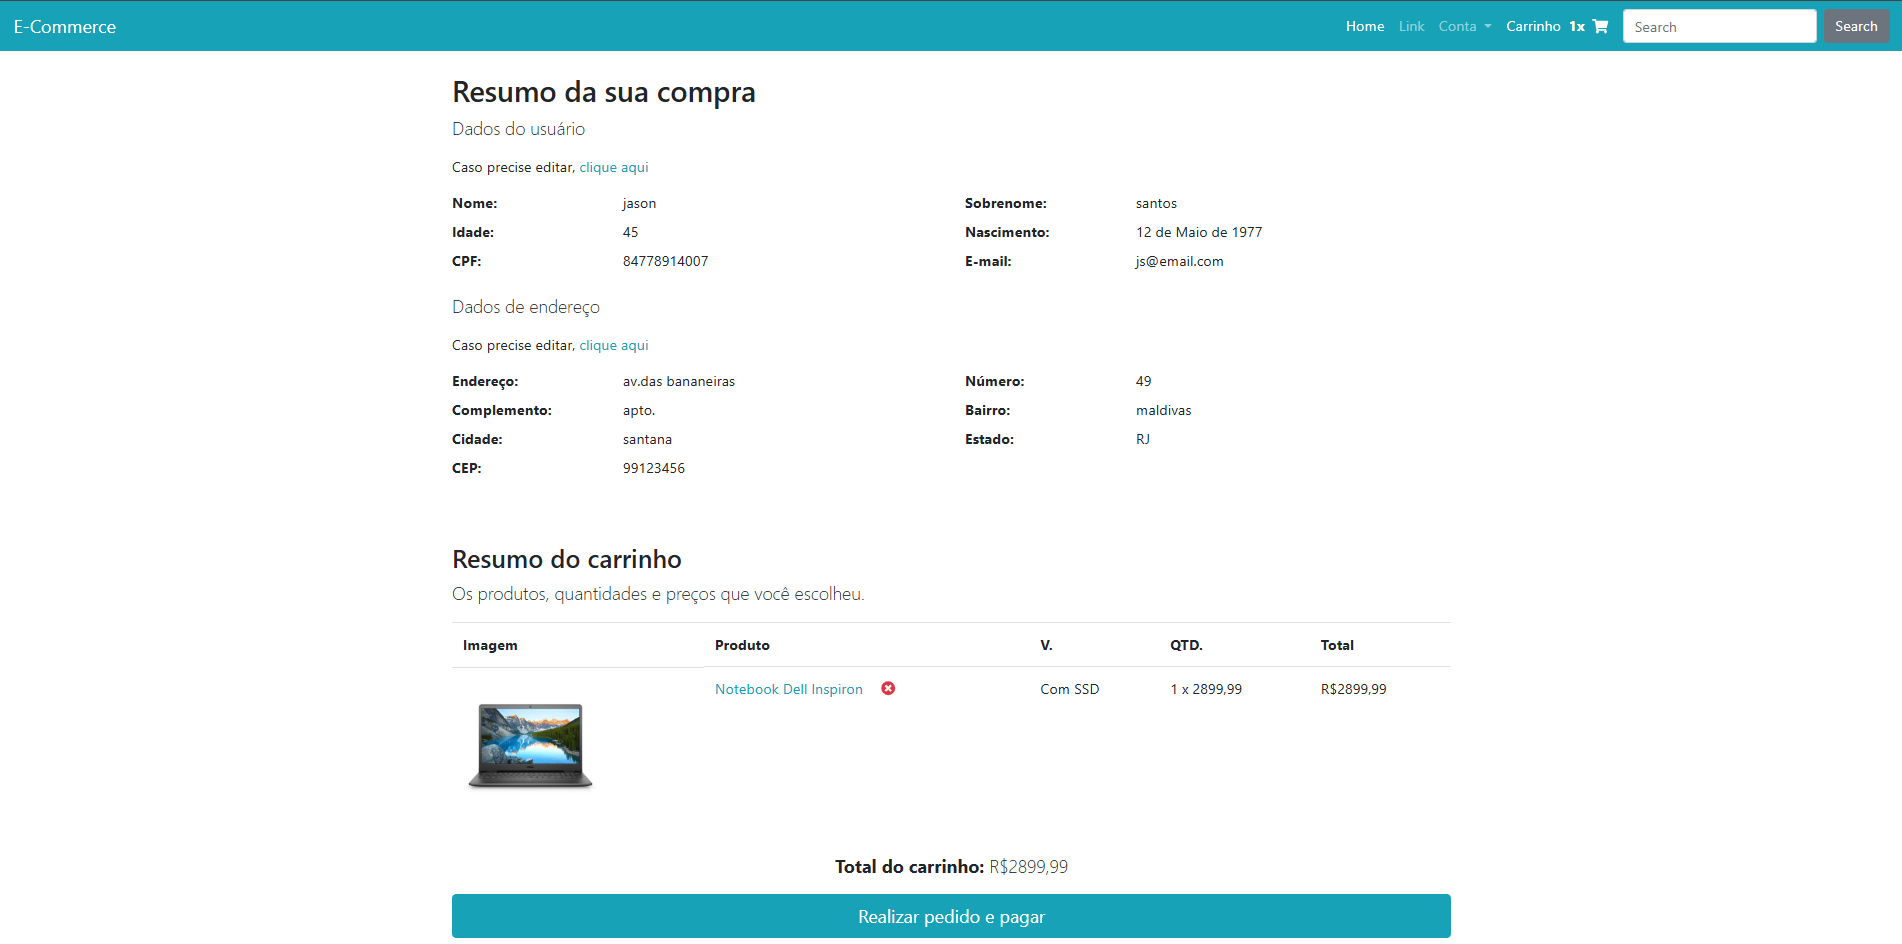 E-Commerce
Home Link Conta Carrinho 1x Search Search
Resumo da sua compra
Dados do usuário
Caso precise editar, clique aqui
Nome: jason Sobrenome: santos
Idade: 45 Nascimento: 12 de Maio de 1977
CPF: 84778914007 E-mail: js@email.com
Dados de endereço
Caso precise editar, clique aqui
Endereço: av.das bananeiras Número: 49
Complemento: apto. Bairro: maldivas
Cidade: santana Estado: RJ
CEP: 99123456
Resumo do carrinho
Os produtos, quantidades e preços que você escolheu.
Imagem Produto V. QTD. Total
Notebook Dell Inspiron Com SSD 1 x 2899,99 R$2899,99
Total do carrinho: R$2899,99
Realizar pedido e pagar